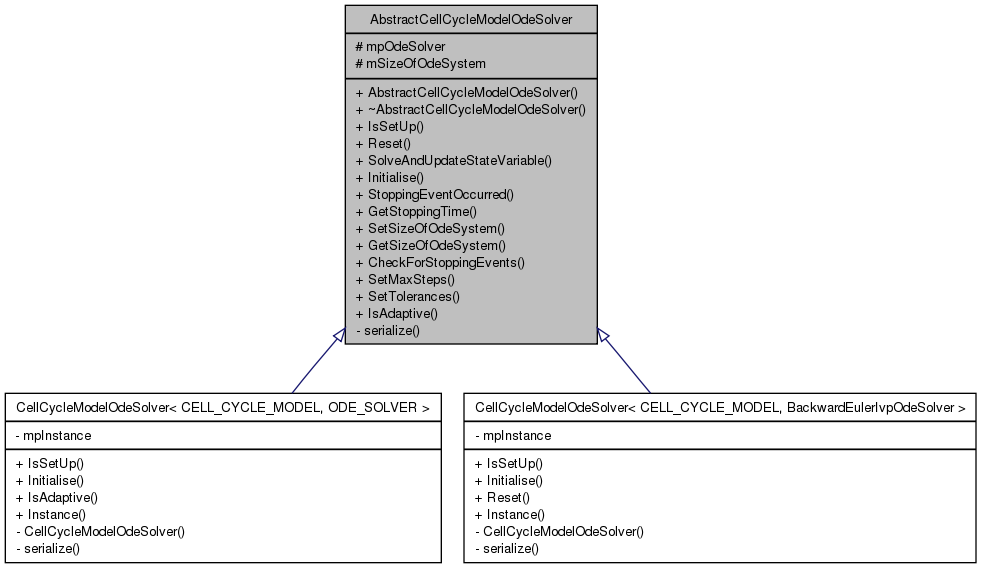 AbstractCellCycleModelOdeSolver
# mpOdeSolver
# mSizeOfOdeSystem
+ AbstractCellCycleModelOdeSolver()
+ ~AbstractCellCycleModelOdeSolver()
+ IsSetUp()
+ Reset()
+ SolveAndUpdateStateVariable()
+ Initialise()
+ StoppingEventOccurred()
+ GetStoppingTime()
+ SetSizeOfOdeSystem()
+ GetSizeOfOdeSystem()
+ CheckForStoppingEvents()
+ SetMaxSteps()
+ SetTolerances()
+ IsAdaptive()
- serialize()
CellCycleModelOdeSolver< CELL_CYCLE_MODEL, ODE_SOLVER >
- mpInstance
+ IsSetUp()
+ Initialise()
+ IsAdaptive()
+ Instance()
- CellCycleModelOdeSolver()
- serialize()
CellCycleModelOdeSolver< CELL_CYCLE_MODEL, BackwardEulerIvpOdeSolver >
- mpInstance
+ IsSetUp()
+ Initialise()
+ Reset()
+ Instance()
- CellCycleModelOdeSolver()
- serialize()